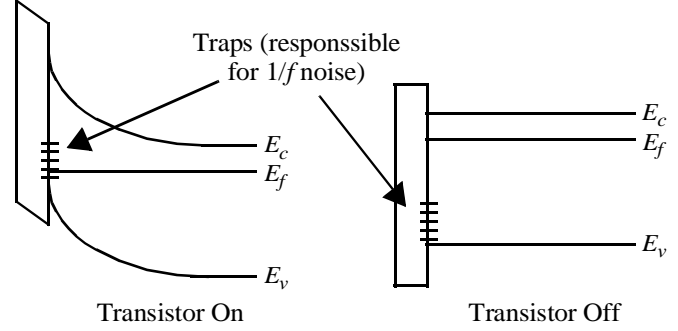 Traps (responssible
for 1/f noise)
E_c
E_f
E_v
Transistor On
E_c
E_f
E_v
Transistor Off